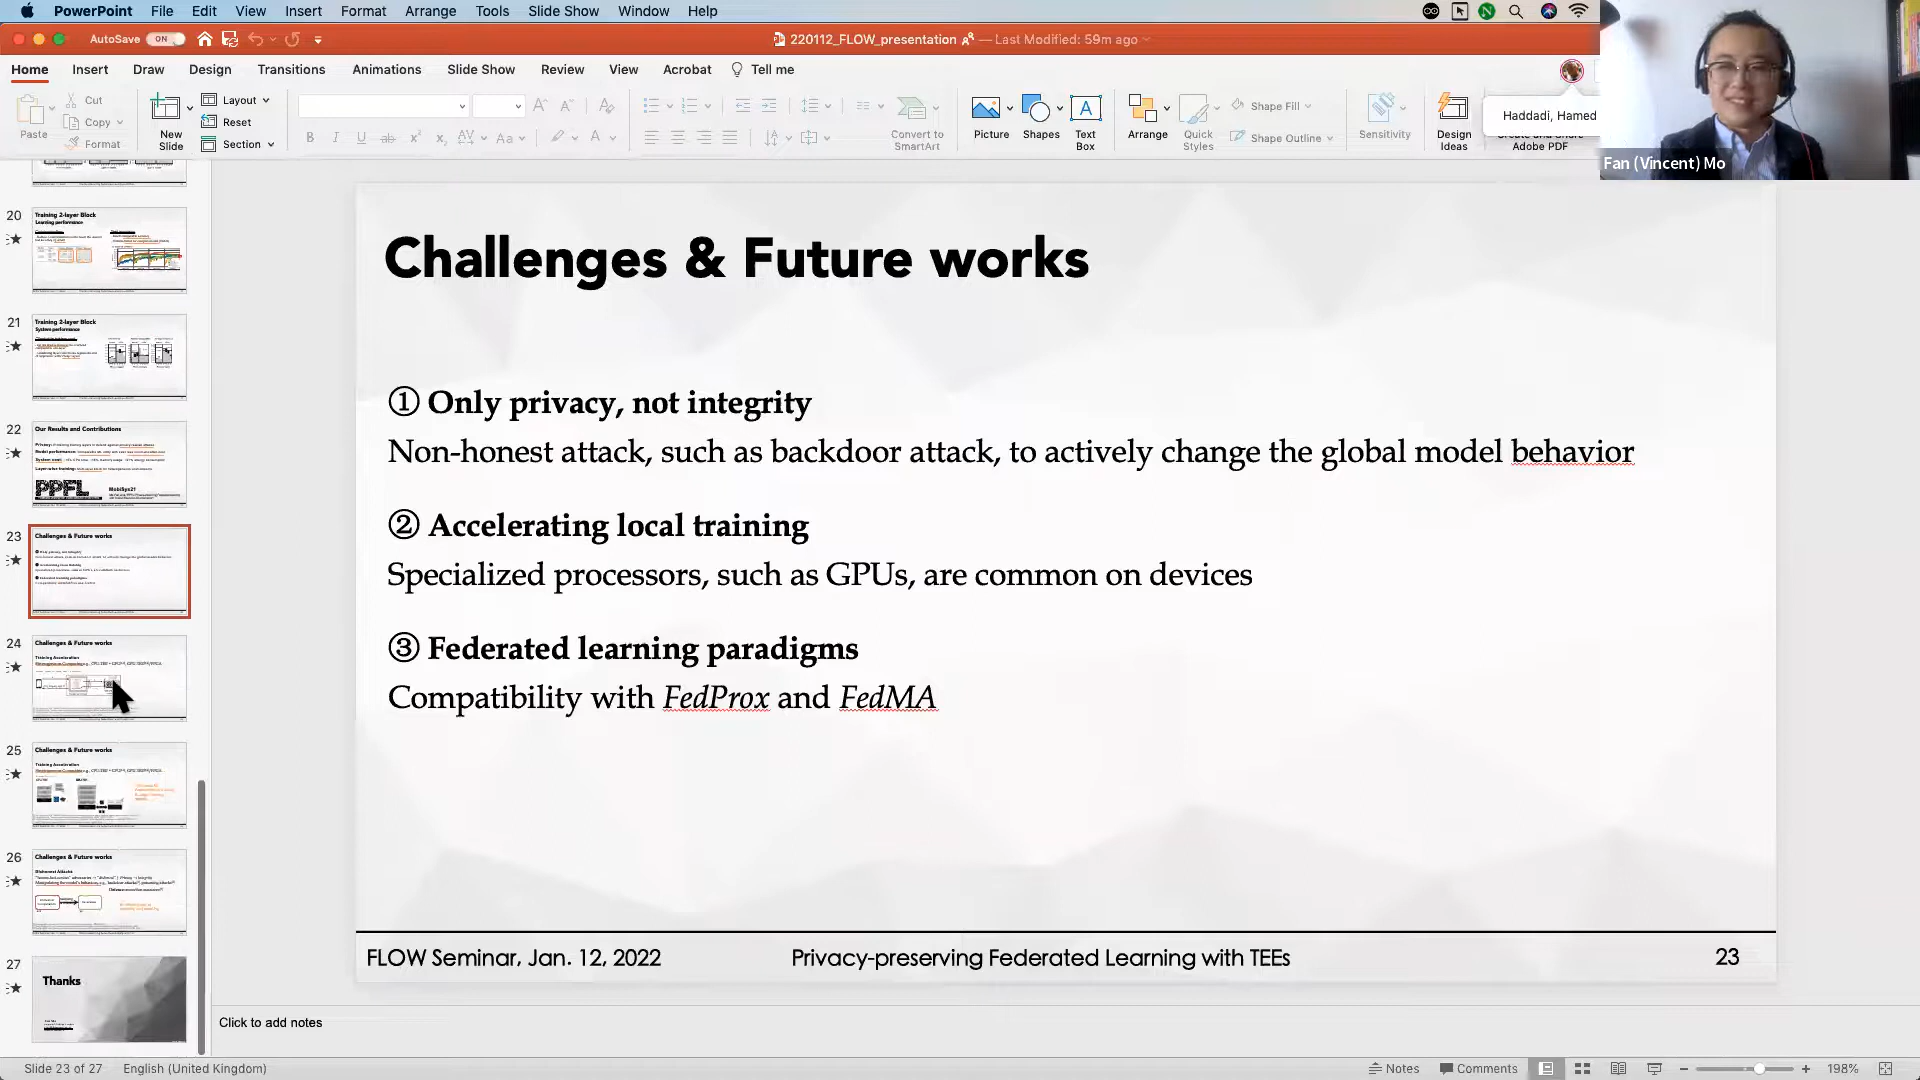 PowerPoint File Edit View Insert Format Arrange Tools Slide Show Window Help
AutoSave ON 220112_FLOW_presentation — Last Modified: 59m ago
Home Insert Draw Design Transitions Animations Slide Show Review View Acrobat Tell me
Paste Cut Copy Format
New Slide Layout Reset Section
Convert to SmartArt
Picture Shapes Text Box
Arrange Quick Styles Shape Fill Shape Outline
Sensitivity Design Ideas
Adobe PDF
Haddadi, Hamed
Fan (Vincent) Mo
20 Training 2-layer Block
Learning performance
21 Training 2-layer Block
System performance
22 Our Results and Contributions
PPFL
MobiSys21
23 Challenges & Future works
24 Challenges & Future works
Training Acceleration
25 Challenges & Future works
Training Acceleration
26 Challenges & Future works
Dishonest Attacks
27 Thanks
Challenges & Future works
① Only privacy, not integrity
Non-honest attack, such as backdoor attack, to actively change the global model behavior
② Accelerating local training
Specialized processors, such as GPUs, are common on devices
③ Federated learning paradigms
Compatibility with FedProx and FedMA
FLOW Seminar, Jan. 12, 2022 Privacy-preserving Federated Learning with TEEs 23
Click to add notes
Slide 23 of 27 English (United Kingdom) Notes Comments 198%